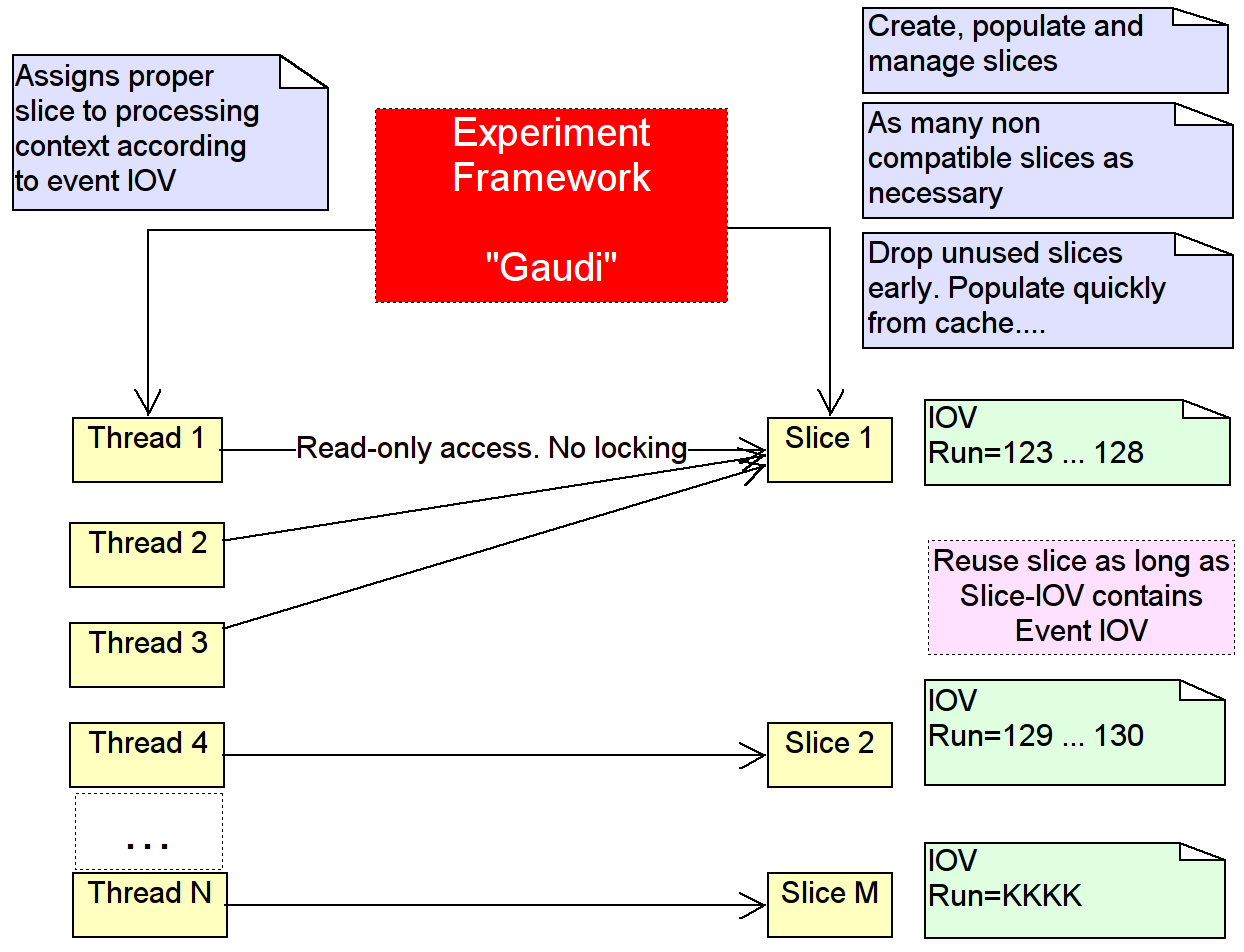 Assigns proper
slice to processing
context according
to event IOV
Experiment
Framework
"Gaudi"
Create, populate and
manage slices
As many non
compatible slices as
necessary
Drop unused slices
early. Populate quickly
from cache....
Thread 1
Read-only access. No locking
Slice 1
IOV
Run=123 ... 128
Thread 2
Reuse slice as long as
Slice-IOV contains
Event IOV
Thread 3
Thread 4
Slice 2
IOV
Run=129 ... 130
...
Thread N
Slice M
IOV
Run=KKKK